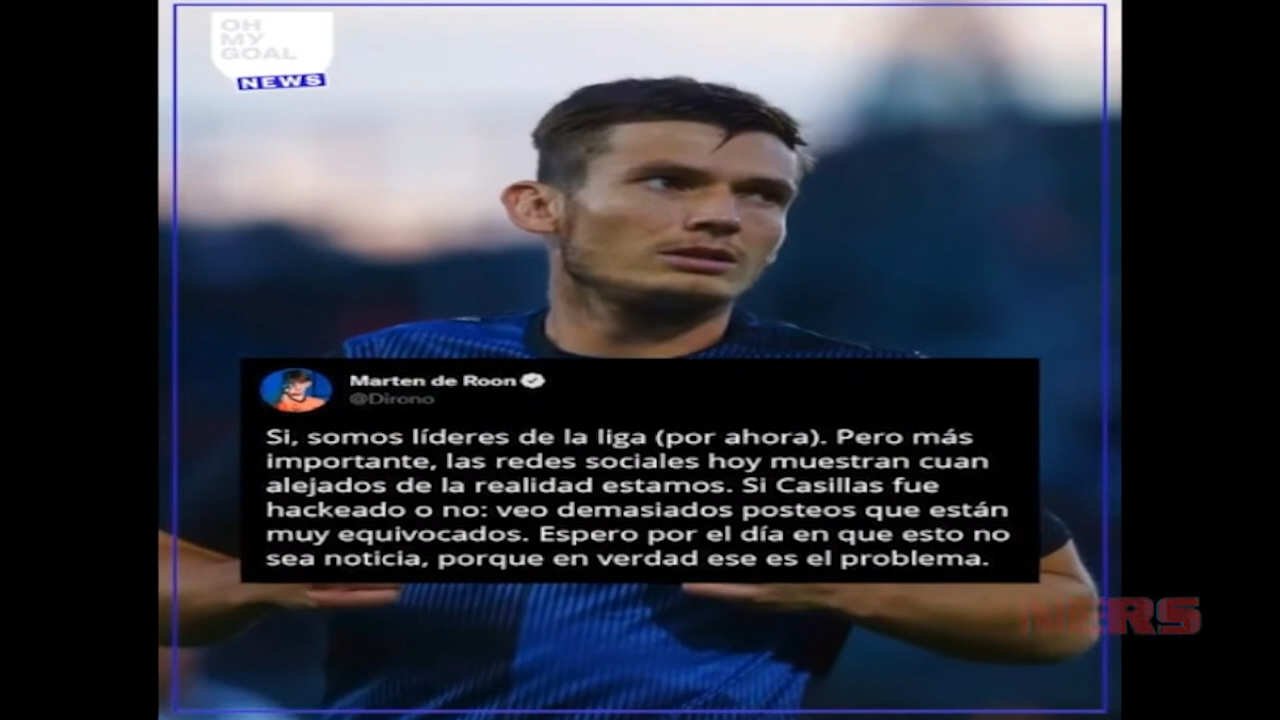 OH
MY
GOAL
NEWS
Marten de Roon
@Dirono
Si, somos líderes de la liga (por ahora). Pero más
importante, las redes sociales hoy muestran cuan
alejados de la realidad estamos. Si Casillas fue
hackeado o no: veo demasiados posteos que están
muy equivocados. Espero por el día en que esto no
sea noticia, porque en verdad ese es el problema.
NERS